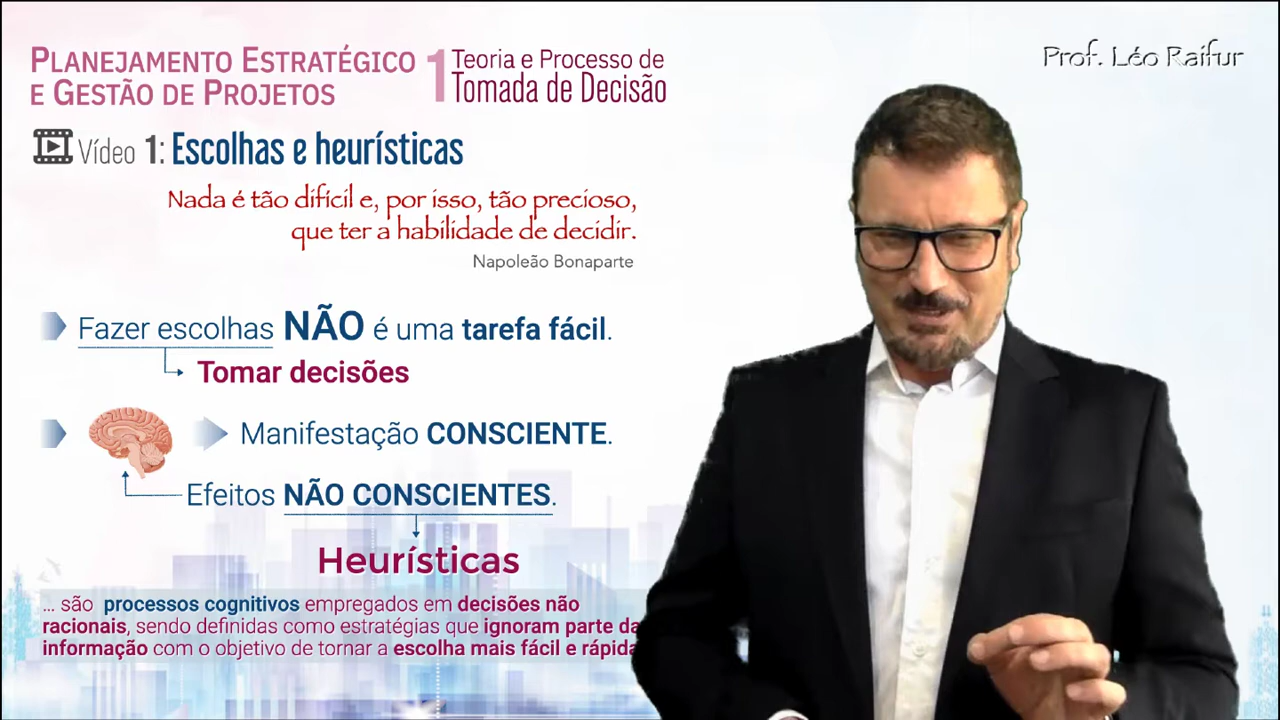 PLANEJAMENTO ESTRATÉGICO
E GESTÃO DE PROJETOS
1
Teoria e Processo de
Tomada de Decisão
Prof. Léo Raifur
Vídeo 1: Escolhas e heurísticas
Nada é tão difícil e, por isso, tão precioso,
que ter a habilidade de decidir.
Napoleão Bonaparte
Fazer escolhas NÃO é uma tarefa fácil.
Tomar decisões
Manifestação CONSCIENTE.
Efeitos NÃO CONSCIENTES.
Heurísticas
... são processos cognitivos empregados em decisões não
racionais, sendo definidas como estratégias que ignoram parte da
informação com o objetivo de tornar a escolha mais fácil e rápida